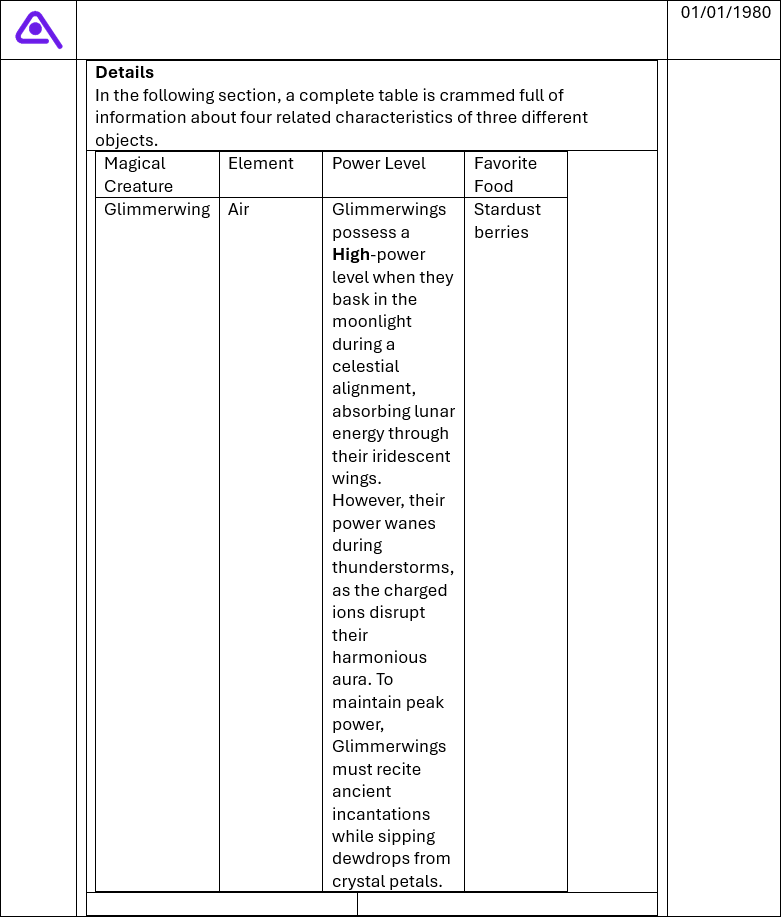 01/01/1980
Details
In the following section, a complete table is crammed full of
information about four related characteristics of three different
objects.
Magical
Creature
Element
Power Level
Favorite
Food
Glimmerwing
Air
Glimmerwings
possess a
High-power
level when they
bask in the
moonlight
during a
celestial
alignment,
absorbing lunar
energy through
their iridescent
wings.
However, their
power wanes
during
thunderstorms,
as the charged
ions disrupt
their
harmonious
aura. To
maintain peak
power,
Glimmerwings
must recite
ancient
incantations
while sipping
dewdrops from
crystal petals.
Stardust
berries